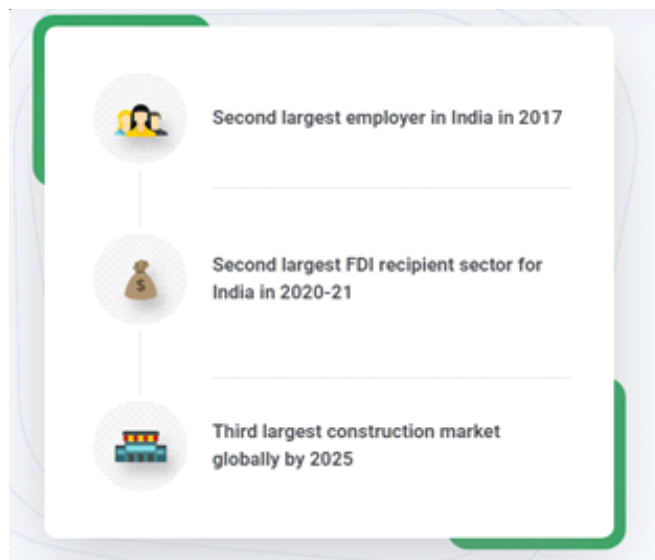 Second largest employer in India in 2017
Second largest FDI recipient sector for
India in 2020-21
$
Third largest construction market
globally by 2025